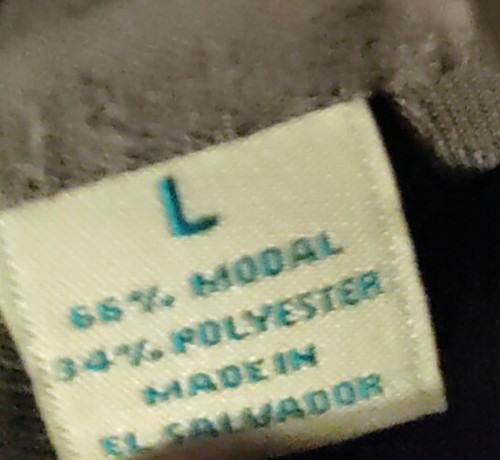 L
66% MODAL
34% POLYESTER
MADE IN
EL SALVADOR